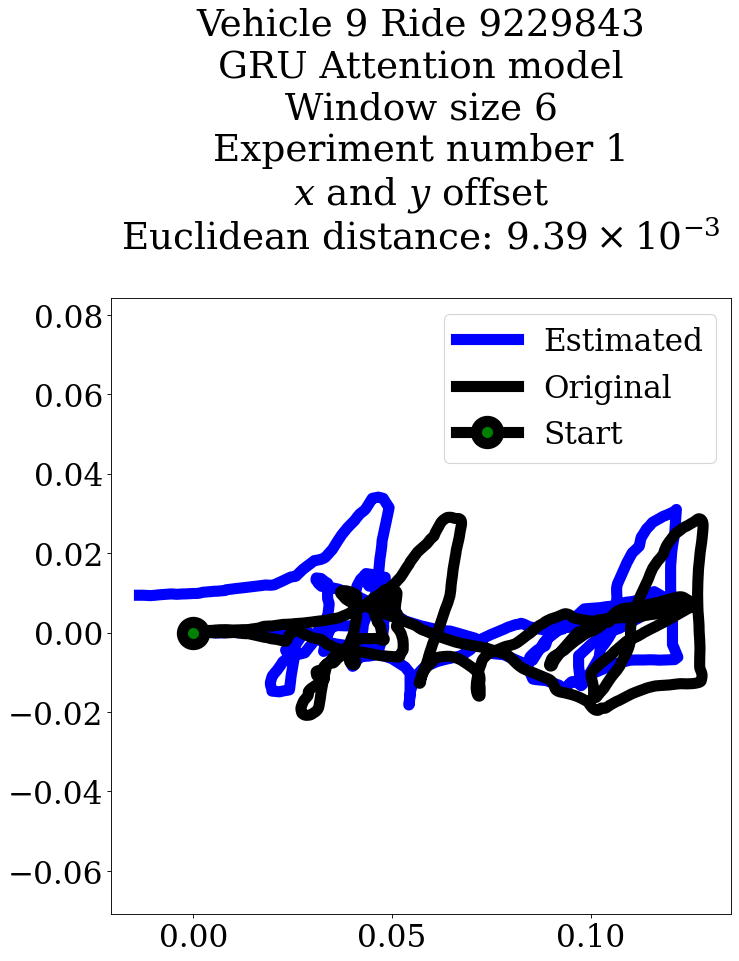 Vehicle 9 Ride 9229843
GRU Attention model
Window size 6
Experiment number 1
x and y offset
Euclidean distance: 9.39 × 10⁻³
Estimated
Original
Start
0.08
0.06
0.04
0.02
0.00
−0.02
−0.04
−0.06
0.00 0.05 0.10